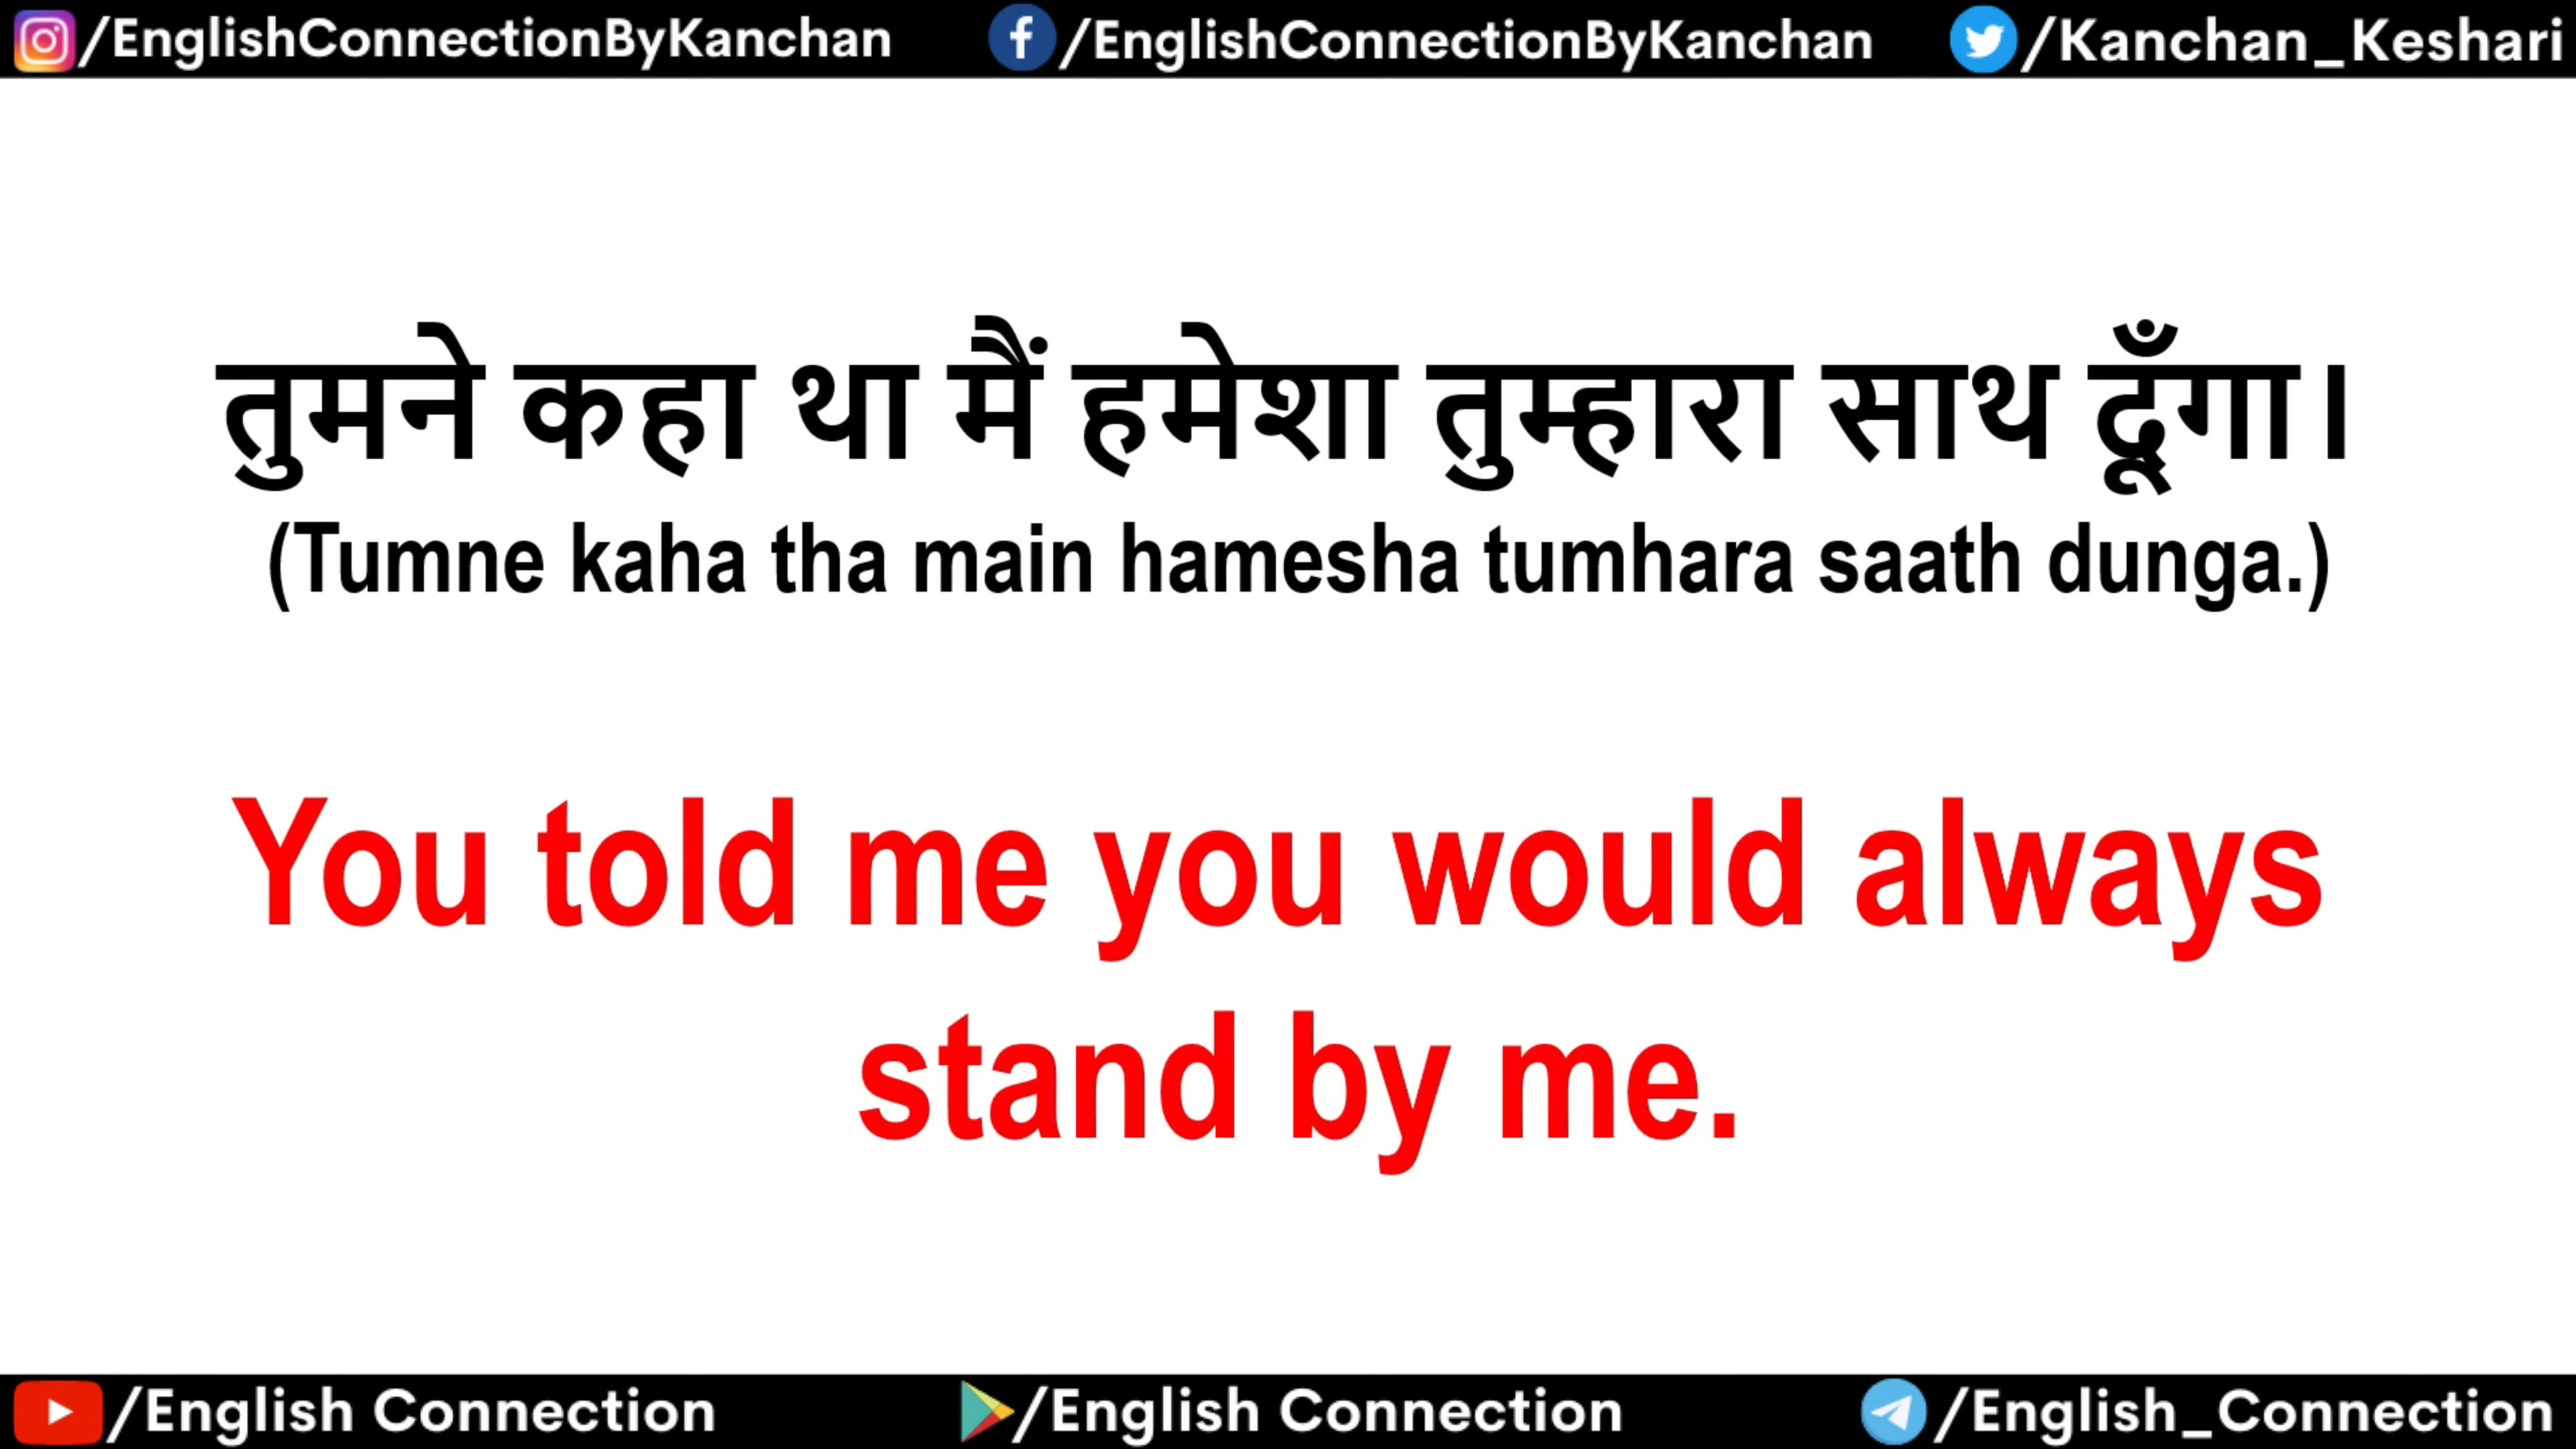 /EnglishConnectionByKanchan /EnglishConnectionByKanchan /Kanchan_Keshari
तुमने कहा था मैं हमेशा तुम्हारा साथ दूँगा।
(Tumne kaha tha main hamesha tumhara saath dunga.)
You told me you would always
stand by me.
/English Connection /English Connection /English_Connection